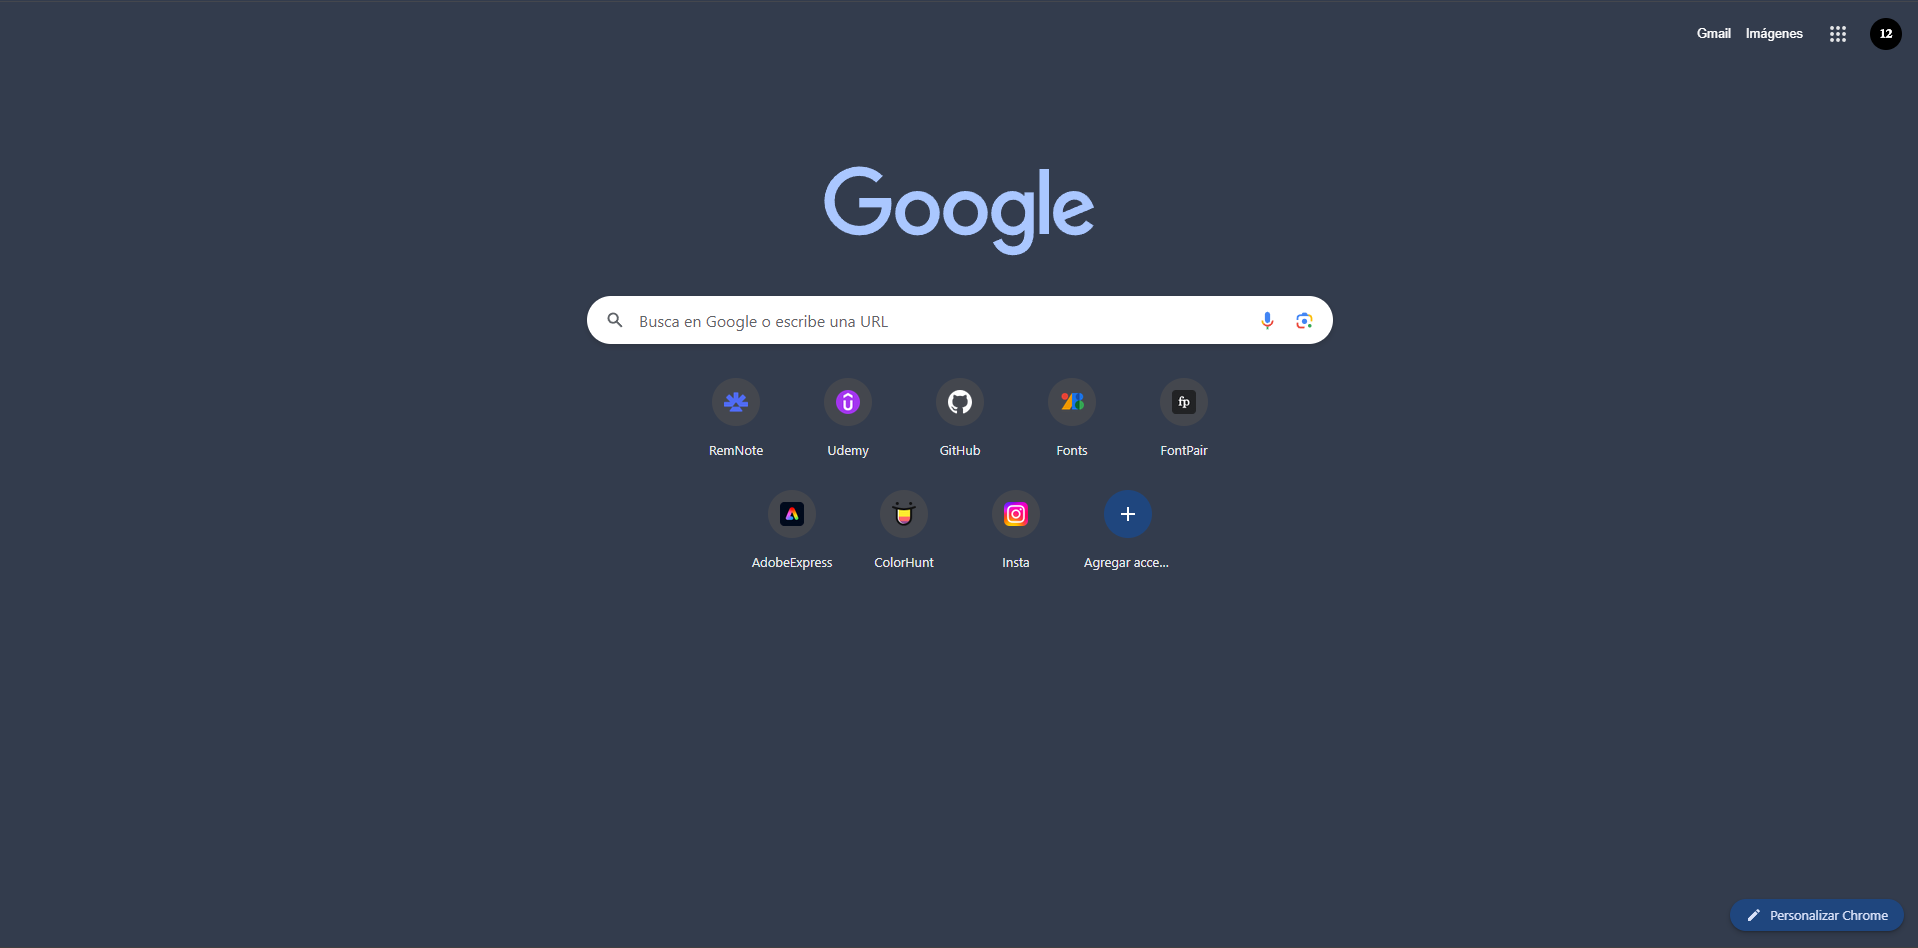 Gmail Imágenes 12
Google
Busca en Google o escribe una URL
fp
RemNote Udemy GitHub Fonts FontPair
AdobeExpress ColorHunt Insta Agregar acce...
Personalizar Chrome